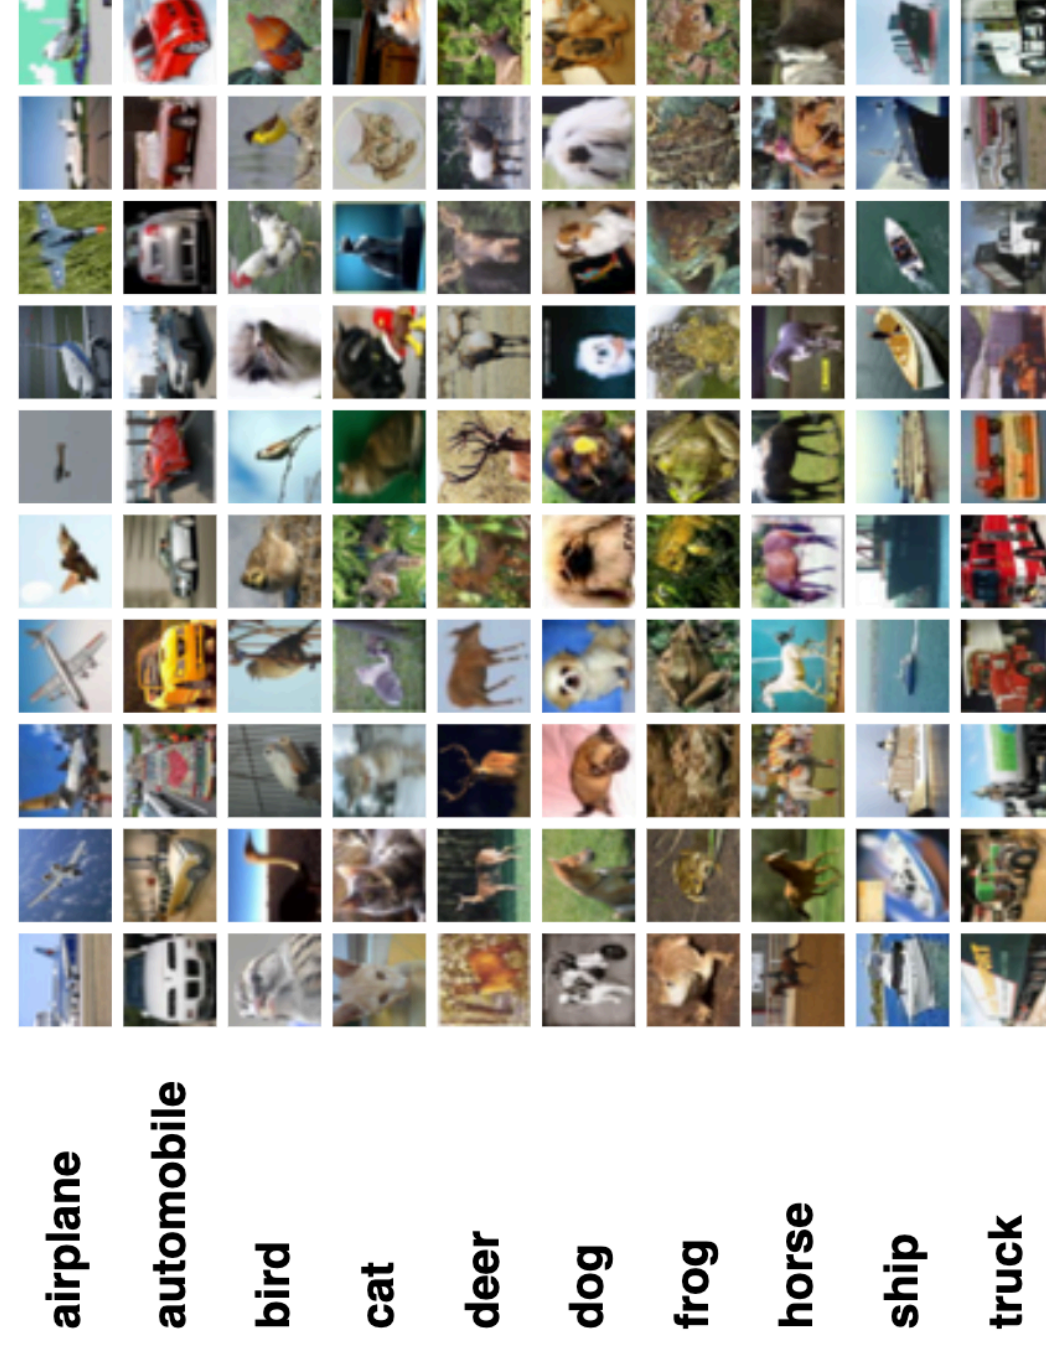 airplane
automobile
bird
cat
deer
dog
frog
horse
ship
truck